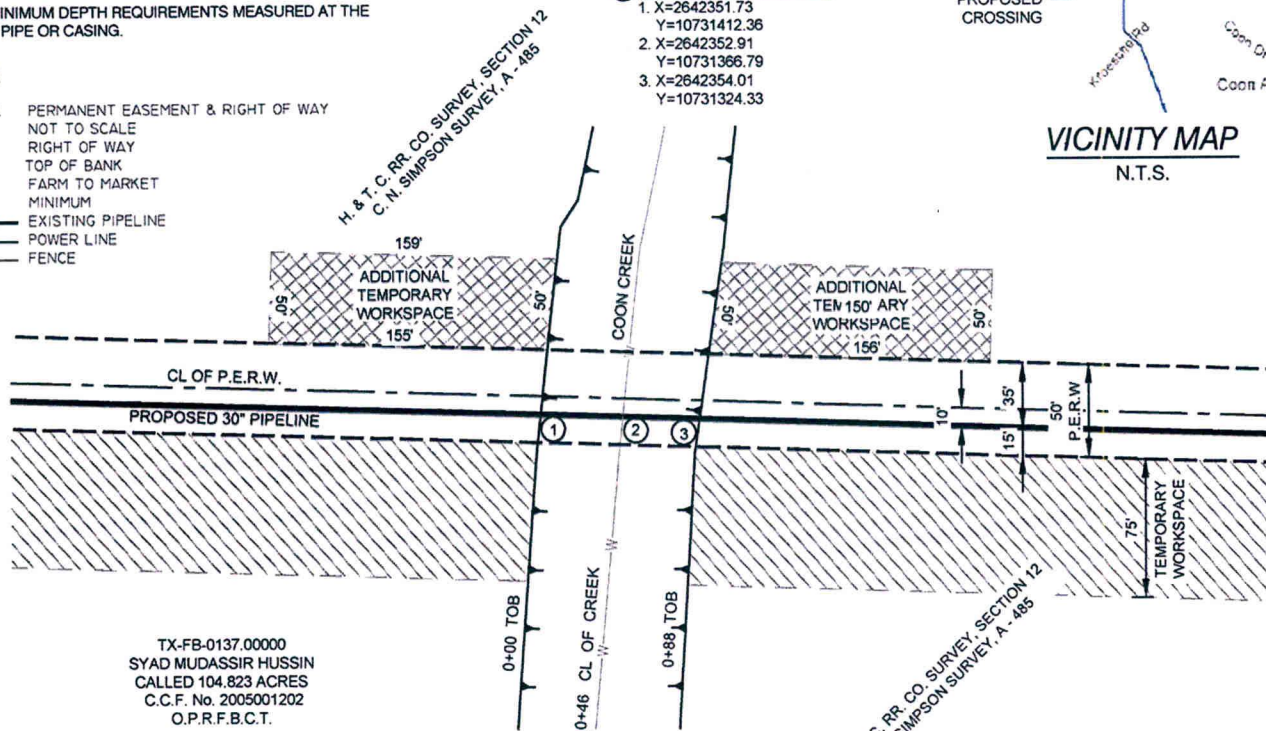 INIMUM DEPTH REQUIREMENTS MEASURED AT THE
PIPE OR CASING.
PERMANENT EASEMENT & RIGHT OF WAY
NOT TO SCALE
RIGHT OF WAY
TOP OF BANK
FARM TO MARKET
MINIMUM
EXISTING PIPELINE
POWER LINE
FENCE
H. & T. C. RR. CO. SURVEY, SECTION 12
C. N. SIMPSON SURVEY, A - 485
1. X=2642351.73
Y=10731412.36
2. X=2642352.91
Y=10731366.79
3. X=2642354.01
Y=10731324.33
PROPOSED
CROSSING
Kroesche Rd
Coon
VICINITY MAP
N.T.S.
159'
ADDITIONAL
TEMPORARY
WORKSPACE
50'
50'
155'
COON CREEK
ADDITIONAL
TEM 150' ARY
WORKSPACE
50'
50'
156'
CL OF P.E.R.W.
PROPOSED 30" PIPELINE
1
2
3
10'
35'
15'
50'
P.E.R.W
75'
TEMPORARY
WORKSPACE
W
W
0+00 TOB
0+46 CL OF CREEK
0+88 TOB
TX-FB-0137.00000
SYAD MUDASSIR HUSSIN
CALLED 104.823 ACRES
C.C.F. No. 2005001202
O.P.R.F.B.C.T.
RR. CO. SURVEY, SECTION 12
SIMPSON SURVEY, A - 485